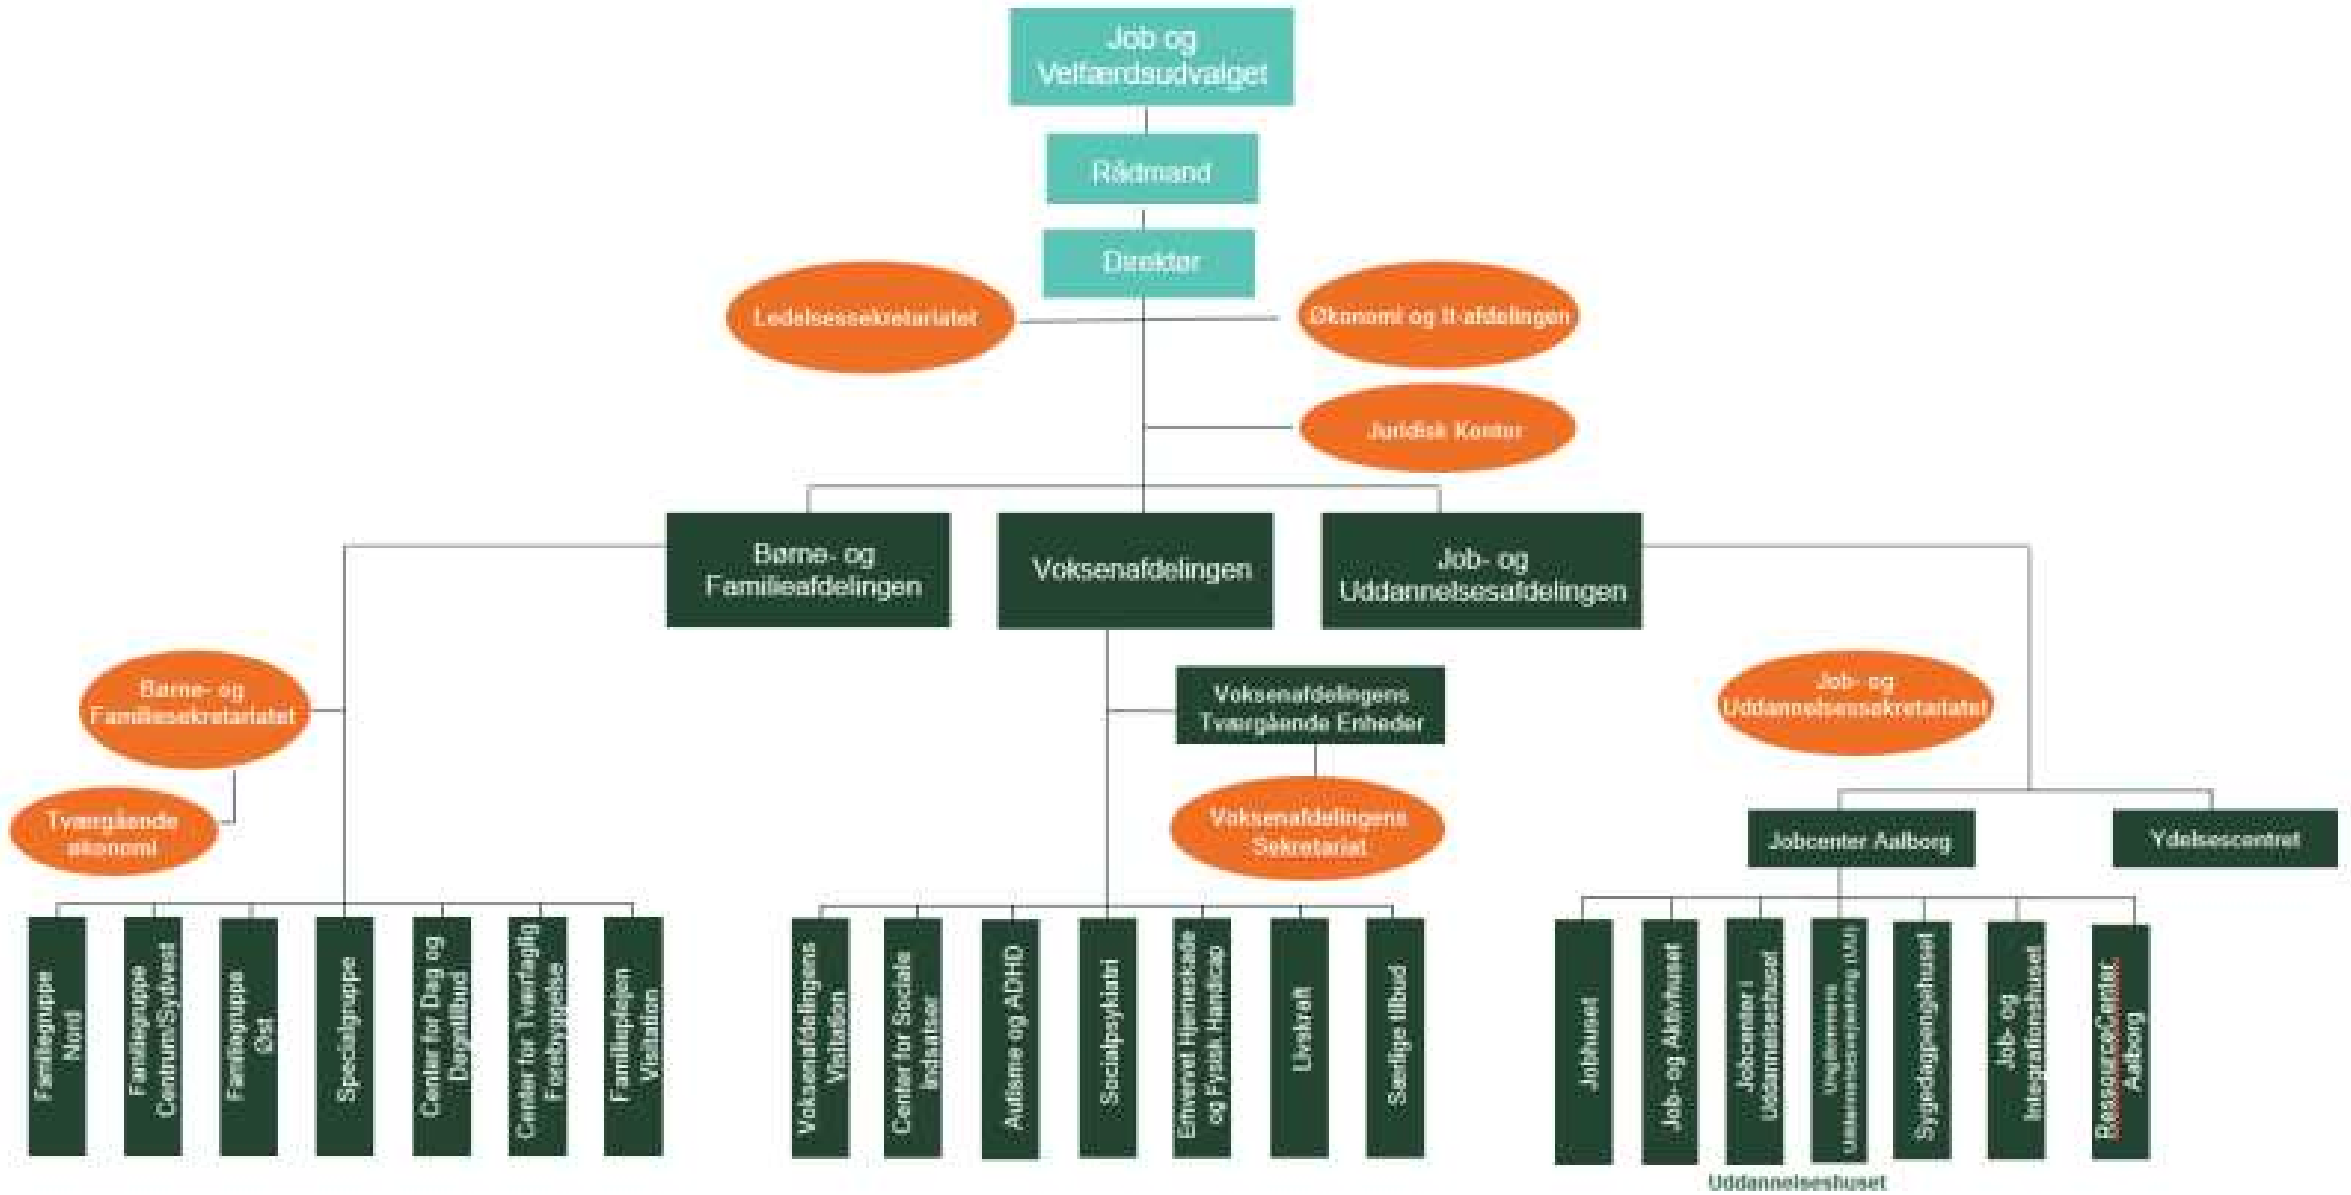 Job og
Velfærdsudvalget
Rådmand
Direktør
Ledelsessekretariatet
Økonomi og It-afdelingen
Juridisk Kontor
Børne- og
Familieafdelingen
Voksenafdelingen
Job- og
Uddannelsesafdelingen
Børne- og
Familiesekretariatet
Tværgående
økonomi
Voksenafdelingens
Tværgående Enheder
Voksenafdelingens
Sekretariat
Job- og
Uddannelsessekretariatet
Jobcenter Aalborg
Ydelsescentret
Familiegruppe
Nord
Familiegruppe
Centrum/Sydvest
Familiegruppe
Øst
Specialgruppe
Center for Dag og
Døgntilbud
Center for Tværfaglig
Forebyggelse
Familieplejen
Visitation
Voksenafdelingens
Visitation
Center for Sociale
Indsatser
Autisme og ADHD
Socialpsykiatri
Erhvervet Hjerneskade
og Fysisk Handicap
Livskraft
Særlige tilbud
Jobhuset
Job- og Aktivhuset
Jobcenter i
Uddannelseshuset
Ungdommens
Uddannelsesvejledning (UU)
Sygedagpengehuset
Job- og
Integrationshuset
RessourceCenter
Aalborg
Uddannelseshuset